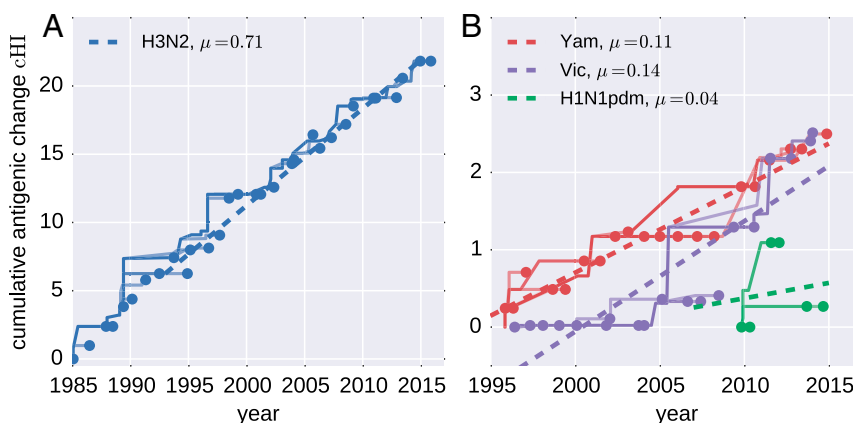 A
H3N2, μ=0.71
cumulative antigenic change cHI
20
15
10
5
0
1985 1990 1995 2000 2005 2010 2015
year
B
Yam, μ=0.11
Vic, μ=0.14
H1N1pdm, μ=0.04
3
2
1
0
1995 2000 2005 2010 2015
year